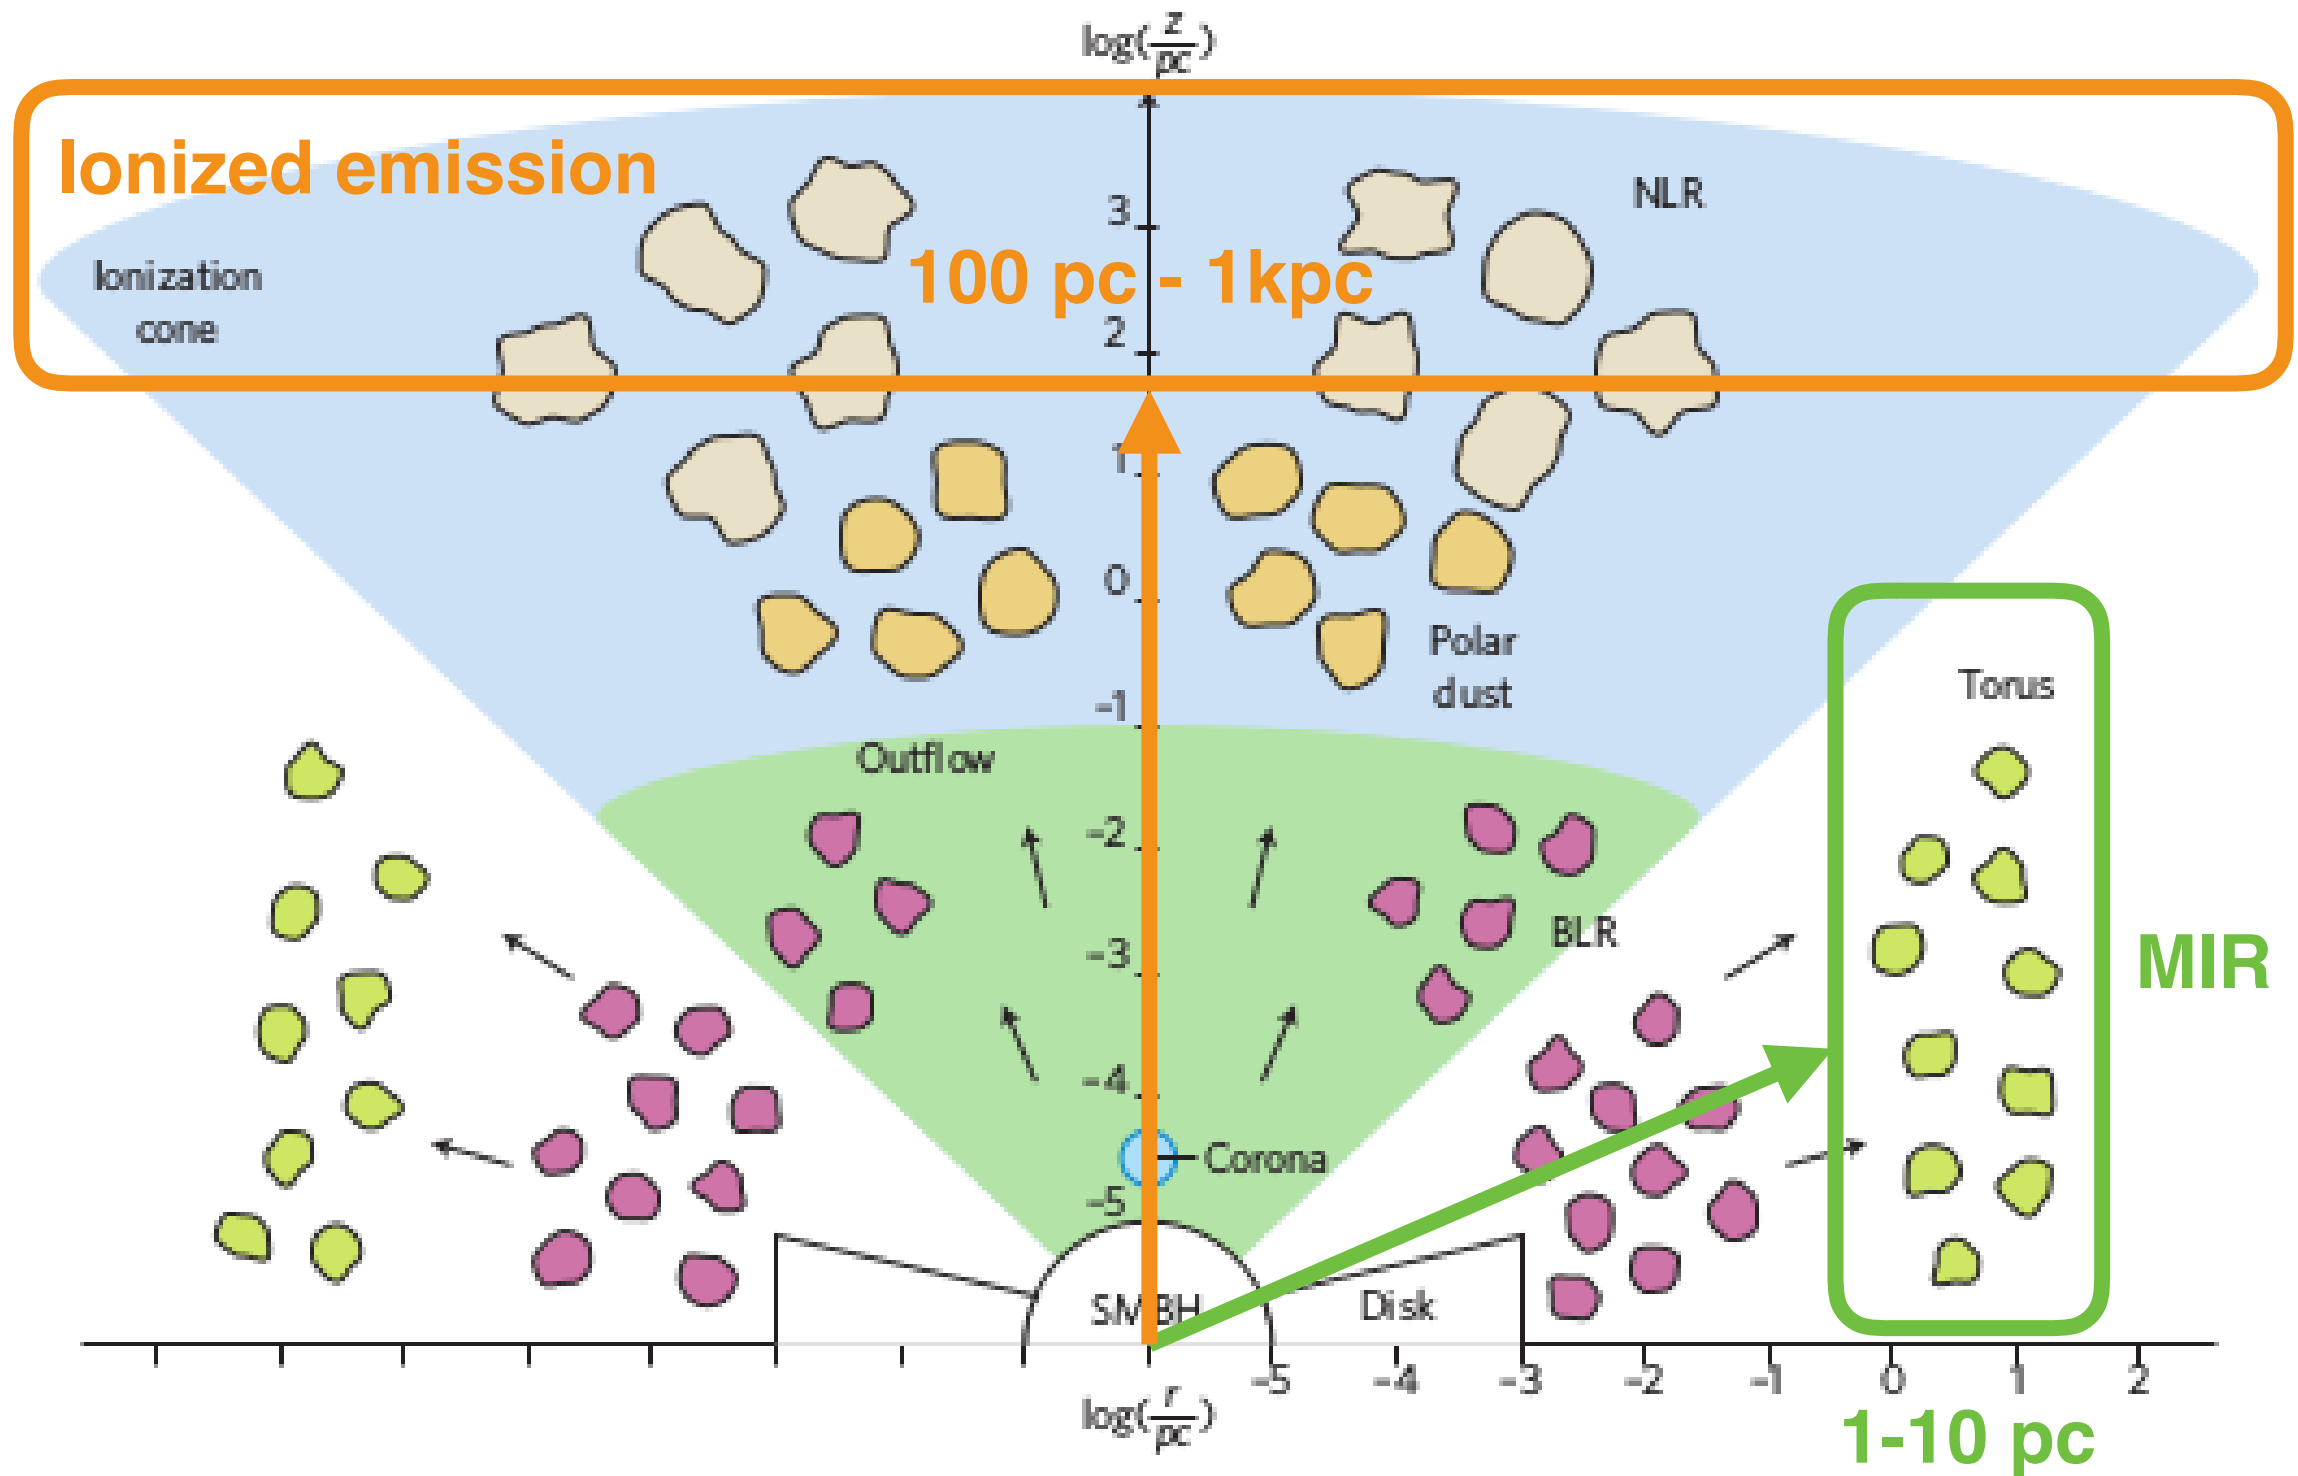 log(z/pc)
Ionized emission
NLR
3
100 pc - 1kpc
Ionization
cone
2
1
0
Polar
dust
Torus
-1
Outflow
-2
BLR
MIR
-3
-4
Corona
-5
SMBH
Disk
-5 -4 -3 -2 -1 0 1 2
log(r/pc)
1-10 pc